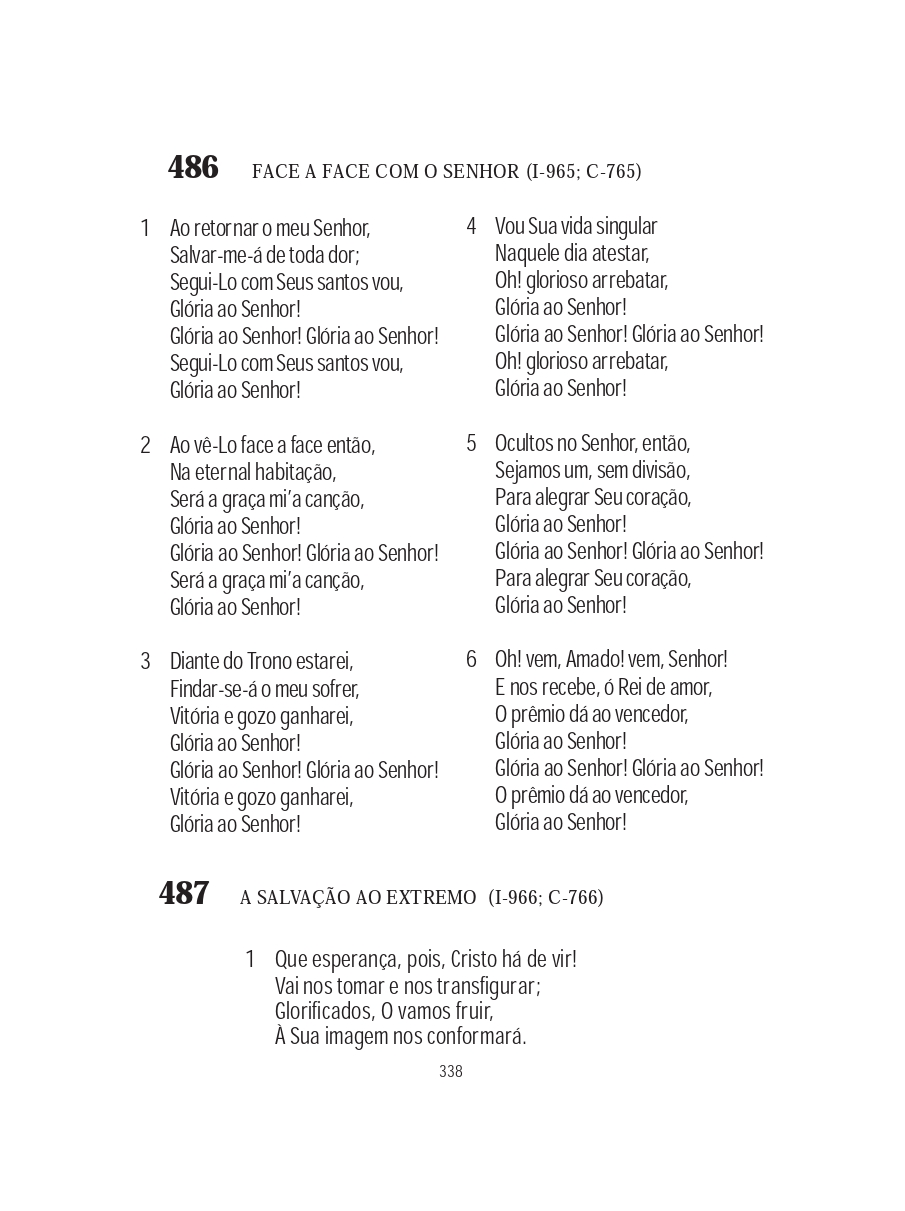 486 FACE A FACE COM O SENHOR (I-965; C-765)
1 Ao retornar o meu Senhor,
Salvar-me-á de toda dor;
Segui-Lo com Seus santos vou,
Glória ao Senhor!
Glória ao Senhor! Glória ao Senhor!
Segui-Lo com Seus santos vou,
Glória ao Senhor!
2 Ao vê-Lo face a face então,
Na eternal habitação,
Será a graça mi’a canção,
Glória ao Senhor!
Glória ao Senhor! Glória ao Senhor!
Será a graça mi’a canção,
Glória ao Senhor!
3 Diante do Trono estarei,
Findar-se-á o meu sofrer,
Vitória e gozo ganharei,
Glória ao Senhor!
Glória ao Senhor! Glória ao Senhor!
Vitória e gozo ganharei,
Glória ao Senhor!
4 Vou Sua vida singular
Naquele dia atestar,
Oh! glorioso arrebatar,
Glória ao Senhor!
Glória ao Senhor! Glória ao Senhor!
Oh! glorioso arrebatar,
Glória ao Senhor!
5 Ocultos no Senhor, então,
Sejamos um, sem divisão,
Para alegrar Seu coração,
Glória ao Senhor!
Glória ao Senhor! Glória ao Senhor!
Para alegrar Seu coração,
Glória ao Senhor!
6 Oh! vem, Amado! vem, Senhor!
E nos recebe, ó Rei de amor,
O prêmio dá ao vencedor,
Glória ao Senhor!
Glória ao Senhor! Glória ao Senhor!
O prêmio dá ao vencedor,
Glória ao Senhor!
487 A SALVAÇÃO AO EXTREMO (I-966; C-766)
1 Que esperança, pois, Cristo há de vir!
Vai nos tomar e nos transfigurar;
Glorificados, O vamos fruir,
À Sua imagem nos conformará.
338